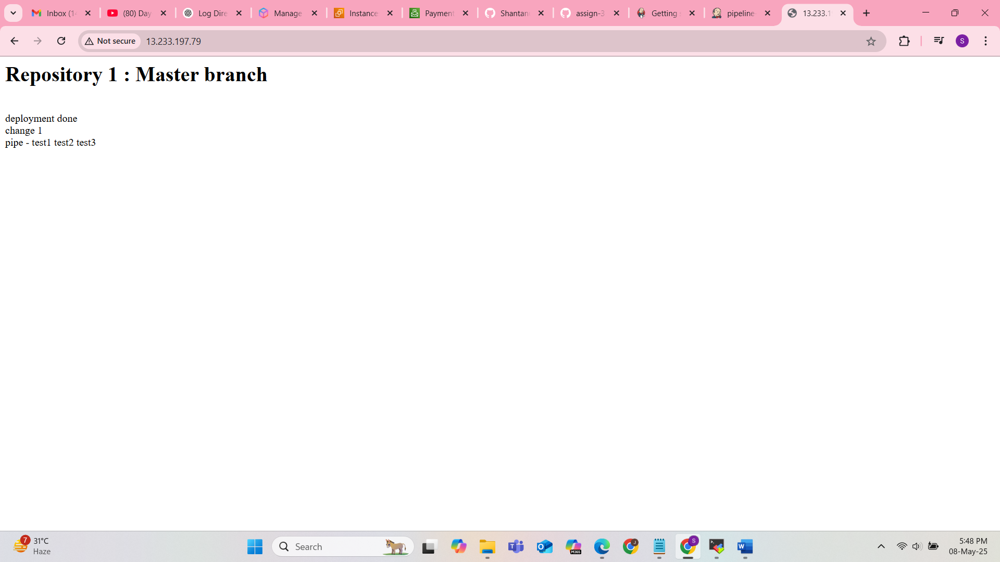 Inbox (14
(80) Day
Log Dire
Manage
Instance
Payment
Shantan
assign-3
Getting s
pipeline-
13.233.1
Not secure
13.233.197.79
S
Repository 1 : Master branch
deployment done
change 1
pipe - test1 test2 test3
7
31°C
Haze
Search
M365
J
S
5:48 PM
08-May-25